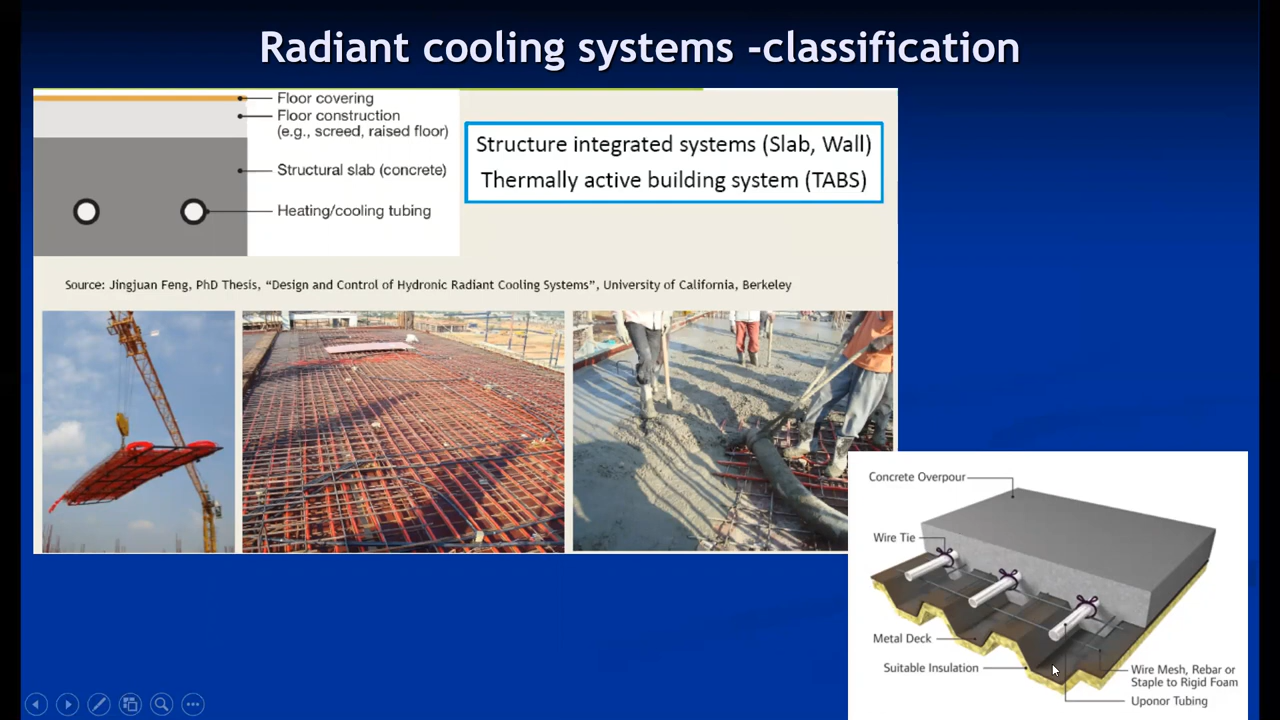 Radiant cooling systems -classification
Floor covering
Floor construction
(e.g., screed, raised floor)
Structural slab (concrete)
Heating/cooling tubing
Structure integrated systems (Slab, Wall)
Thermally active building system (TABS)
Source: Jingjuan Feng, PhD Thesis, “Design and Control of Hydronic Radiant Cooling Systems”, University of California, Berkeley
Concrete Overpour
Wire Tie
Metal Deck
Suitable Insulation
Wire Mesh, Rebar or
Staple to Rigid Foam
Uponor Tubing